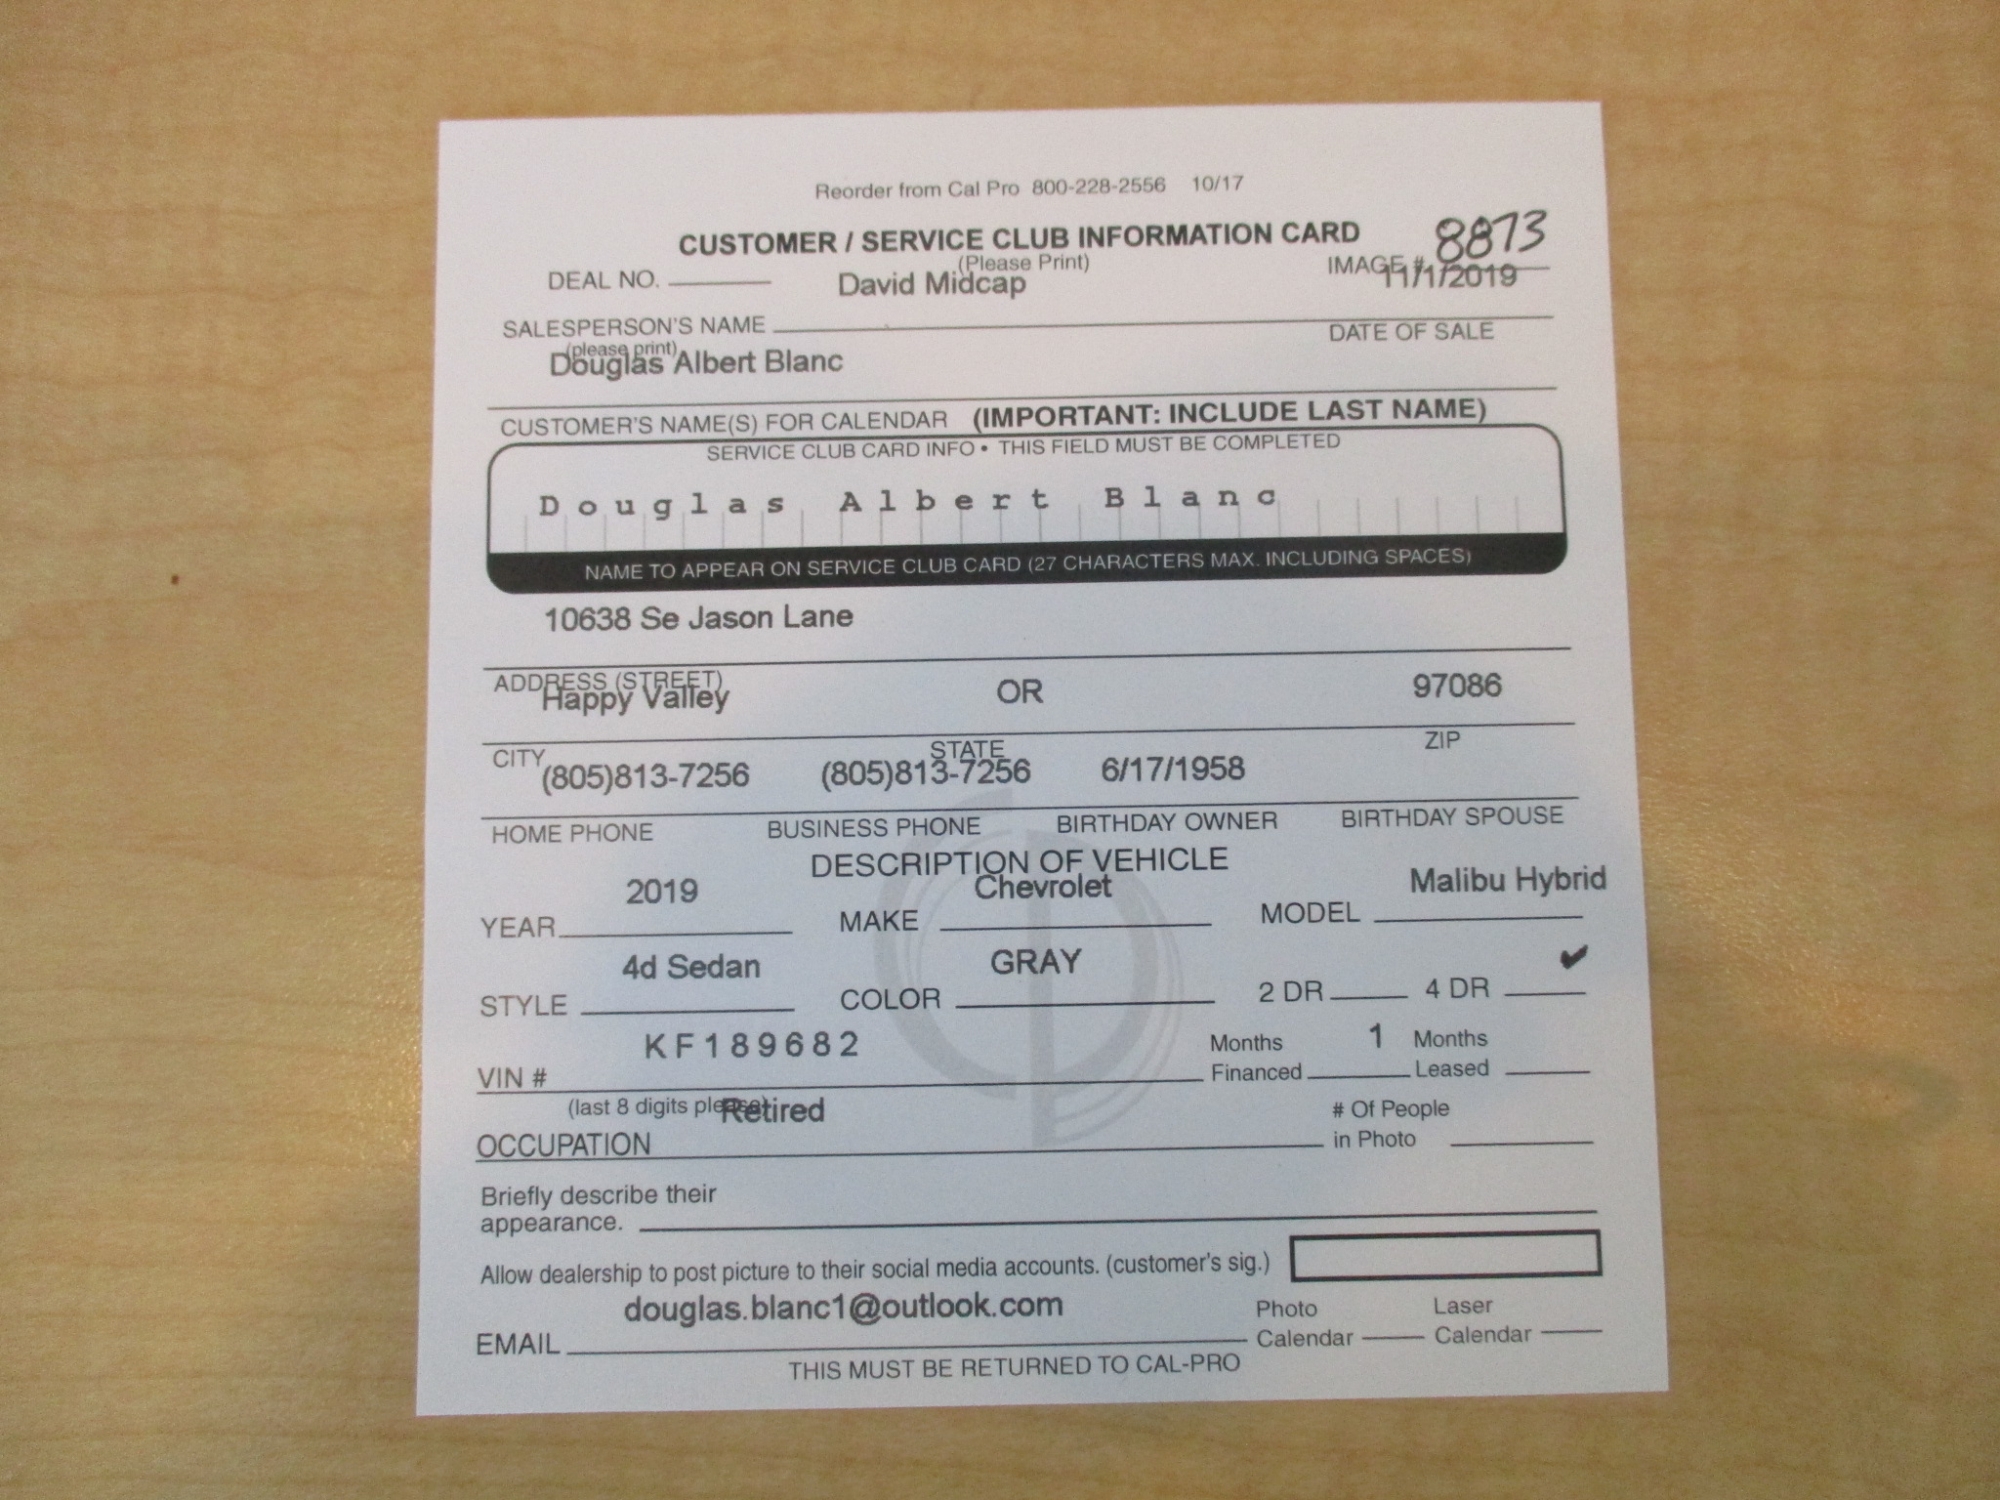 Reorder from Cal Pro 800-228-2556 10/17
CUSTOMER / SERVICE CLUB INFORMATION CARD 8873
(Please Print)
DEAL NO. David Midcap IMAGE # 11/1/2019
SALESPERSON'S NAME DATE OF SALE
(please print)
Douglas Albert Blanc
CUSTOMER'S NAME(S) FOR CALENDAR (IMPORTANT: INCLUDE LAST NAME)
SERVICE CLUB CARD INFO • THIS FIELD MUST BE COMPLETED
Douglas Albert Blanc
NAME TO APPEAR ON SERVICE CLUB CARD (27 CHARACTERS MAX. INCLUDING SPACES)
10638 Se Jason Lane
ADDRESS (STREET)
Happy Valley OR 97086
CITY STATE ZIP
(805)813-7256 (805)813-7256 6/17/1958
HOME PHONE BUSINESS PHONE BIRTHDAY OWNER BIRTHDAY SPOUSE
DESCRIPTION OF VEHICLE
2019 Chevrolet Malibu Hybrid
YEAR MAKE MODEL
4d Sedan GRAY ✔
STYLE COLOR 2 DR 4 DR
KF189682 Months 1 Months
VIN # Financed Leased
(last 8 digits please) Retired # Of People
OCCUPATION in Photo
Briefly describe their
appearance.
Allow dealership to post picture to their social media accounts. (customer's sig.)
douglas.blanc1@outlook.com Photo Laser
EMAIL Calendar Calendar
THIS MUST BE RETURNED TO CAL-PRO